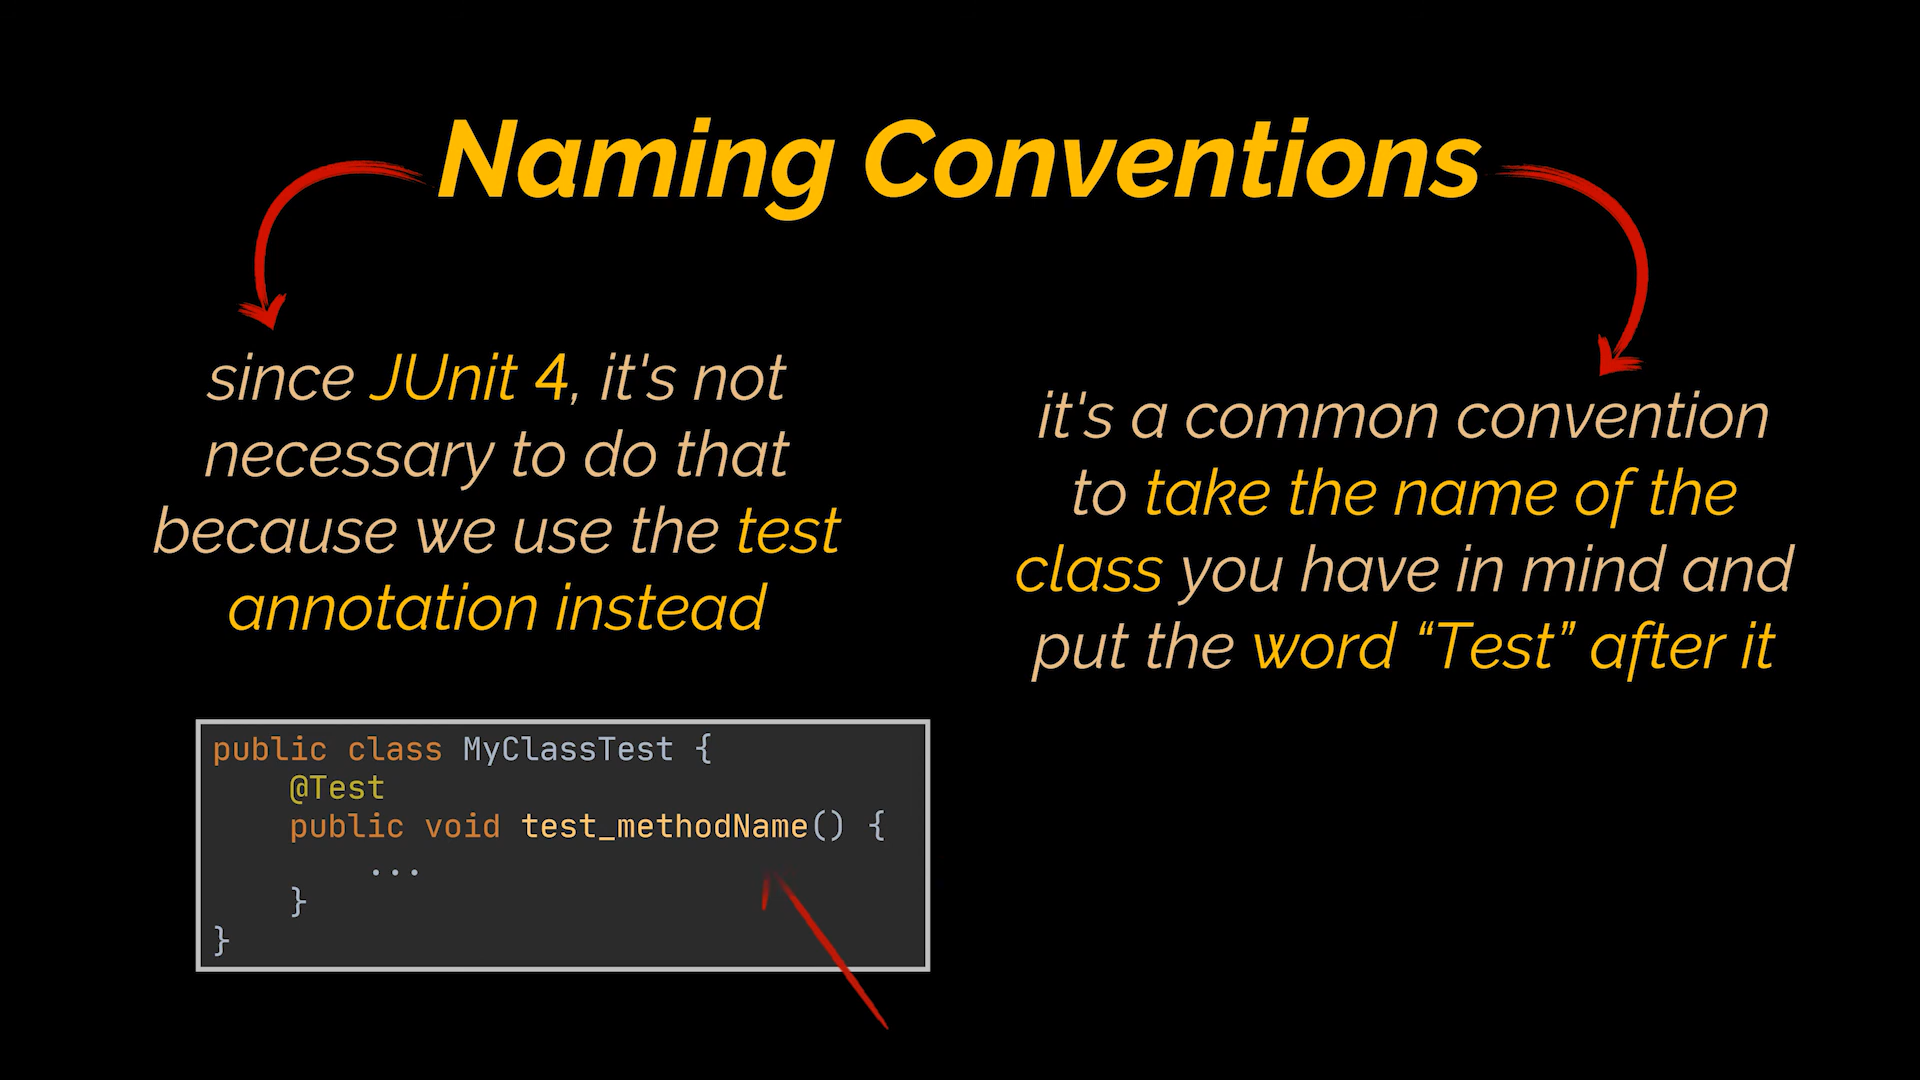 Naming Conventions
since JUnit 4, it's not
necessary to do that
because we use the test
annotation instead
it's a common convention
to take the name of the
class you have in mind and
put the word “Test” after it
public class MyClassTest {
    @Test
    public void test_methodName() {
        ...
    }
}